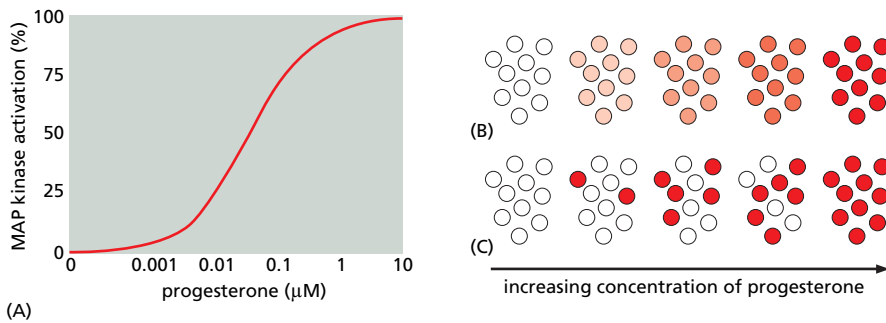 100
75
50
25
0
MAP kinase activation (%)
0
0.001
0.01
0.1
1
10
progesterone (μM)
(A)
(B)
(C)
increasing concentration of progesterone